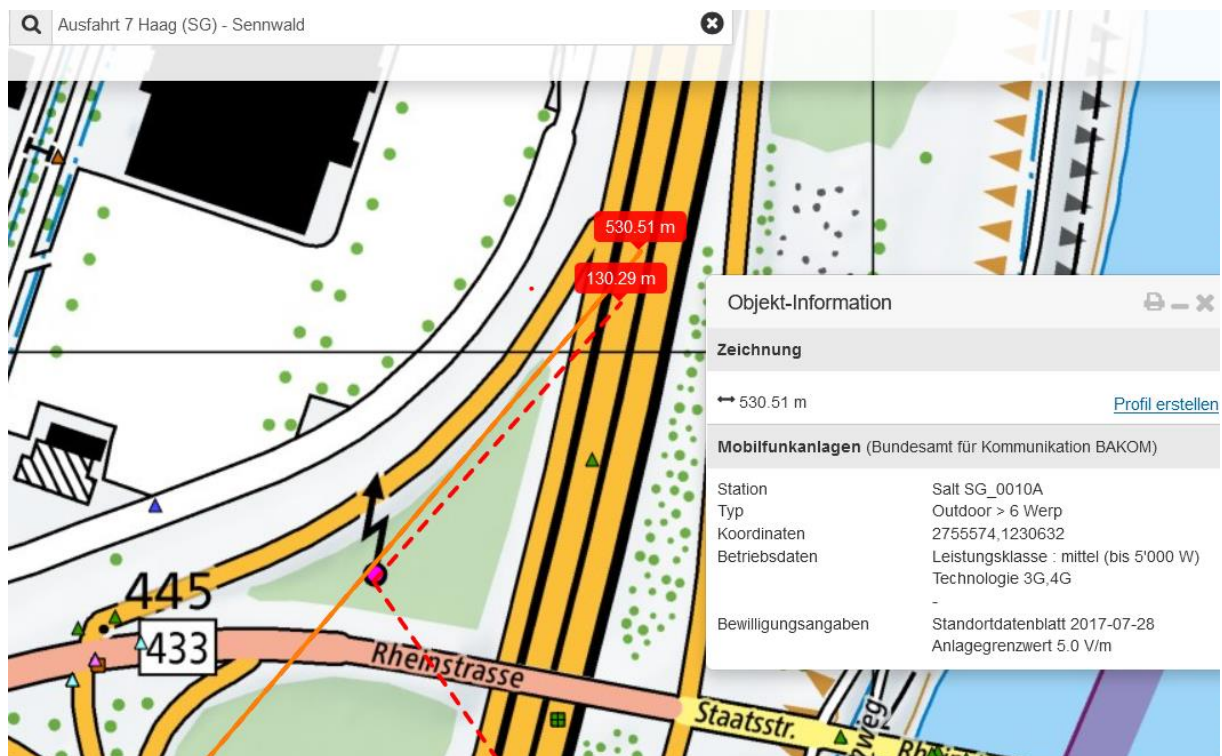 Ausfahrt 7 Haag (SG) - Sennwald
530.51 m
130.29 m
Objekt-Information
Zeichnung
530.51 m Profil erstellen
Mobilfunkanlagen (Bundesamt für Kommunikation BAKOM)
Station Salt SG_0010A
Typ Outdoor > 6 Werp
Koordinaten 2755574,1230632
Betriebsdaten Leistungsklasse : mittel (bis 5'000 W)
Technologie 3G,4G
-
Bewilligungsangaben Standortdatenblatt 2017-07-28
Anlagegrenzwert 5.0 V/m
445
433
Rheinstrasse
Staatsstr.